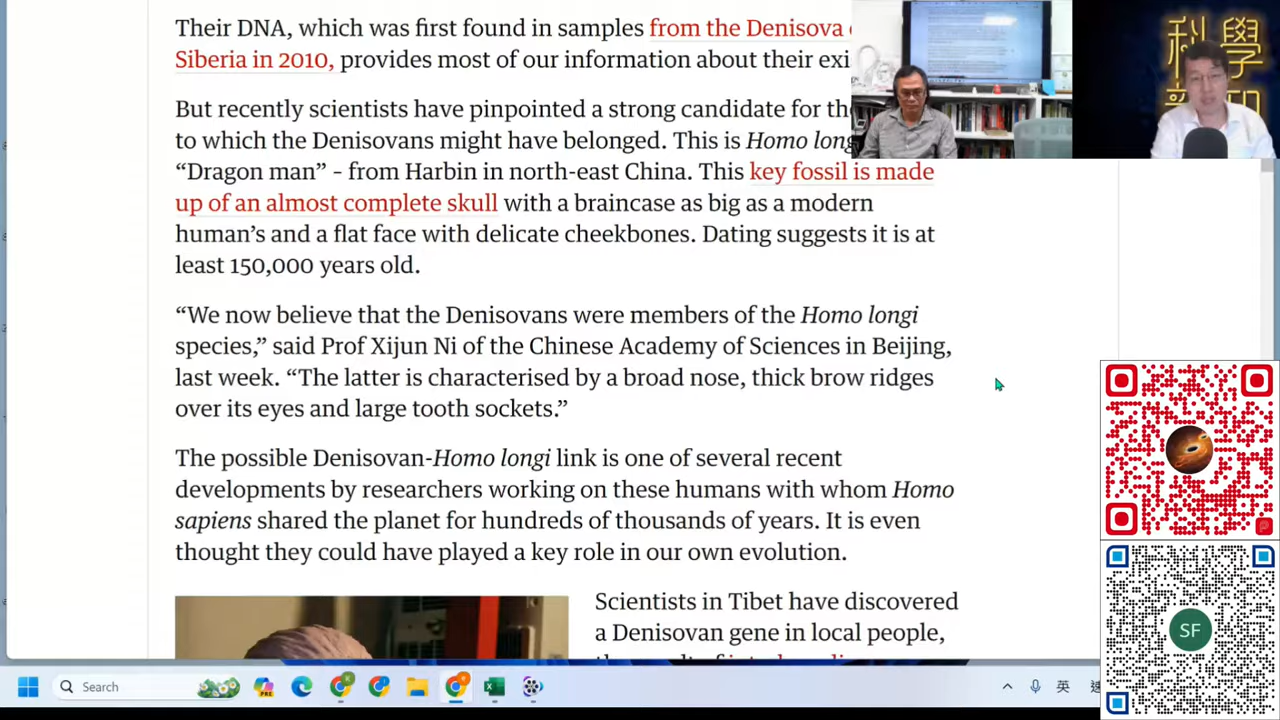 Their DNA, which was first found in samples from the Denisova
Siberia in 2010, provides most of our information about their exi
But recently scientists have pinpointed a strong candidate for the
to which the Denisovans might have belonged. This is Homo long
“Dragon man” – from Harbin in north-east China. This key fossil is made
up of an almost complete skull with a braincase as big as a modern
human’s and a flat face with delicate cheekbones. Dating suggests it is at
least 150,000 years old.
“We now believe that the Denisovans were members of the Homo longi
species,” said Prof Xijun Ni of the Chinese Academy of Sciences in Beijing,
last week. “The latter is characterised by a broad nose, thick brow ridges
over its eyes and large tooth sockets.”
The possible Denisovan-Homo longi link is one of several recent
developments by researchers working on these humans with whom Homo
sapiens shared the planet for hundreds of thousands of years. It is even
thought they could have played a key role in our own evolution.
Scientists in Tibet have discovered
a Denisovan gene in local people,
科學
SF
Search
PRE
英